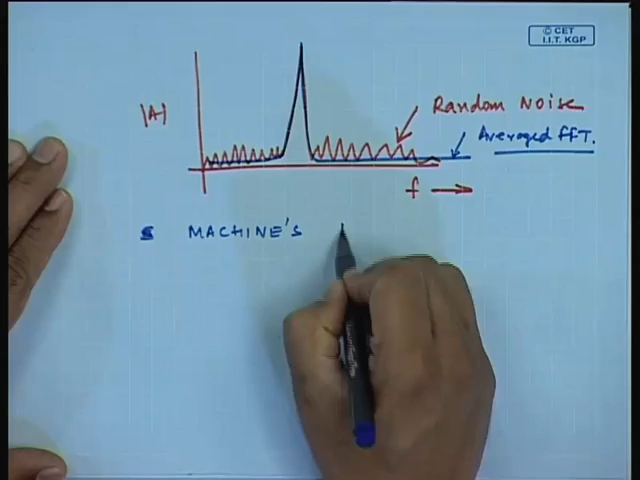 © CET
I.I.T. KGP
|A|
Random Noise
Averaged FFT.
f
MACHINE'S